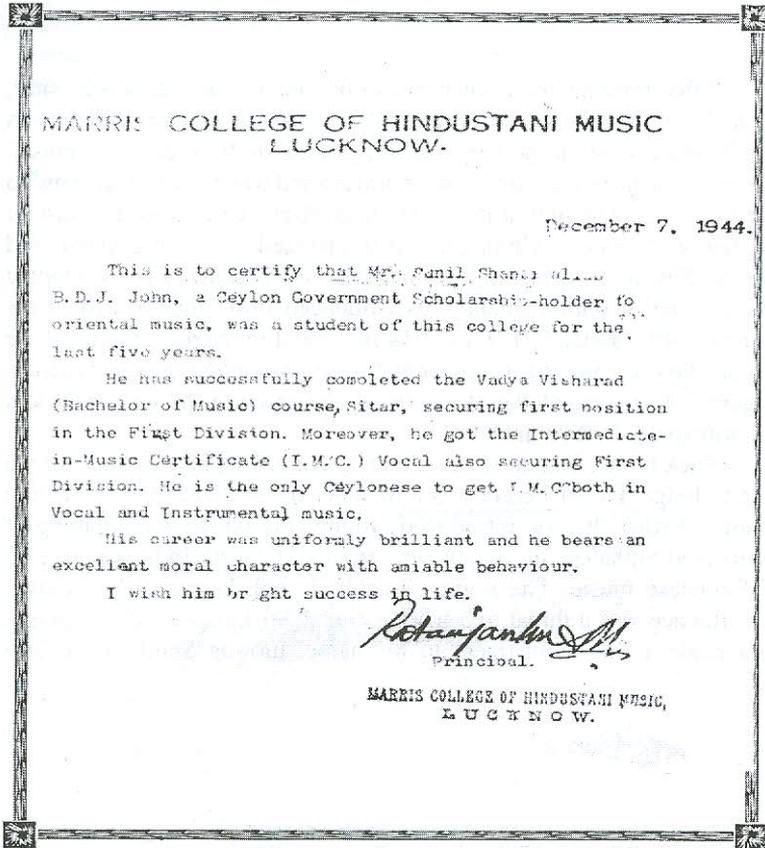 MARRIS COLLEGE OF HINDUSTANI MUSIC
LUCKNOW.
December 7, 1944.
This is to certify that Mr. Sunil Shanti alias
B.D.J. John, a Ceylon Government Scholarship-holder fo
oriental music, was a student of this college for the
last five years.
He has successfully completed the Vadya Visharad
(Bachelor of Music) course, Sitar, securing first position
in the First Division. Moreover, he got the Intermediate-
in-Music Certificate (I.M.C.) Vocal also securing First
Division. He is the only Ceylonese to get I.M.C both in
Vocal and Instrumental music.
His career was uniformly brilliant and he bears an
excellent moral character with amiable behaviour.
I wish him bright success in life.
Principal.
MARRIS COLLEGE OF HINDUSTANI MUSIC,
LUCKNOW.